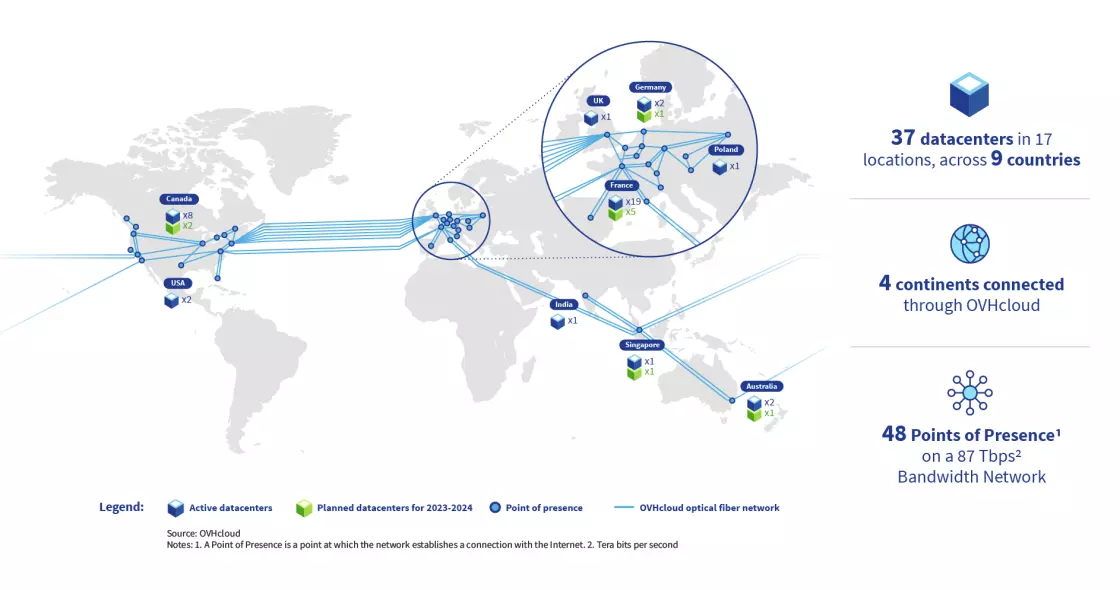 UK
x1
Germany
x2
x1
Poland
x1
France
x19
x5
Canada
x8
x2
USA
x2
India
x1
Singapore
x1
x1
Australia
x2
x1
37 datacenters in 17
locations, across 9 countries
4 continents connected
through OVHcloud
48 Points of Presence¹
on a 87 Tbps²
Bandwidth Network
Legend:
Active datacenters
Planned datacenters for 2023-2024
Point of presence
OVHcloud optical fiber network
Source: OVHcloud
Notes: 1. A Point of Presence is a point at which the network establishes a connection with the Internet. 2. Tera bits per second